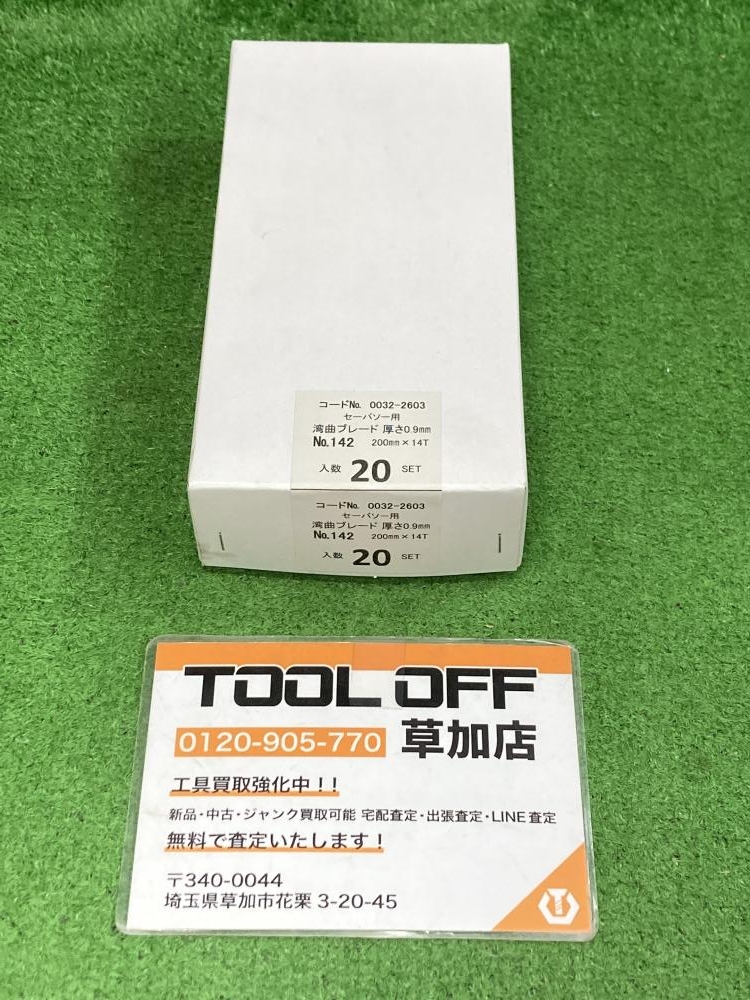 コードNo. 0032-2603
セーバソー用
湾曲ブレード 厚さ0.9mm
No.142 200mm×14T
入数 20 SET
コードNo. 0032-2603
セーバソー用
湾曲ブレード 厚さ0.9mm
No.142 200mm×14T
入数 20 SET
TOOL OFF
0120-905-770 草加店
工具買取強化中!!
新品・中古・ジャンク買取可能 宅配査定・出張査定・LINE査定
無料で査定いたします!
〒340-0044
埼玉県草加市花栗 3-20-45